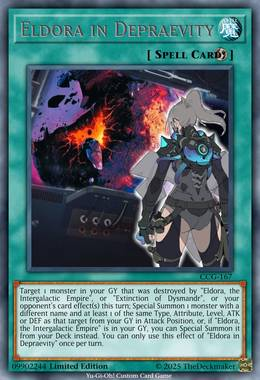 Eldora in Depraevity
[ Spell Card ]
CCG-167
Target 1 monster in your GY that was destroyed by "Eldora, the
Intergalactic Empire", or "Extinction of Dysmandr", or your
opponent's card effect(s) this turn; Special Summon 1 monster with a
different name and at least 1 of the same Type, Attribute, Level, ATK
or DEF as that target from your GY in Attack Position, or, if "Eldora,
the Intergalactic Empire" is in your GY, you can Special Summon it
from your Deck instead. You can only use this effect of "Eldora in
Depraevity" once per turn.
09902244 Limited Edition
© 2025 TheDeckmaker
Yu-Gi-Oh! Custom Card Game